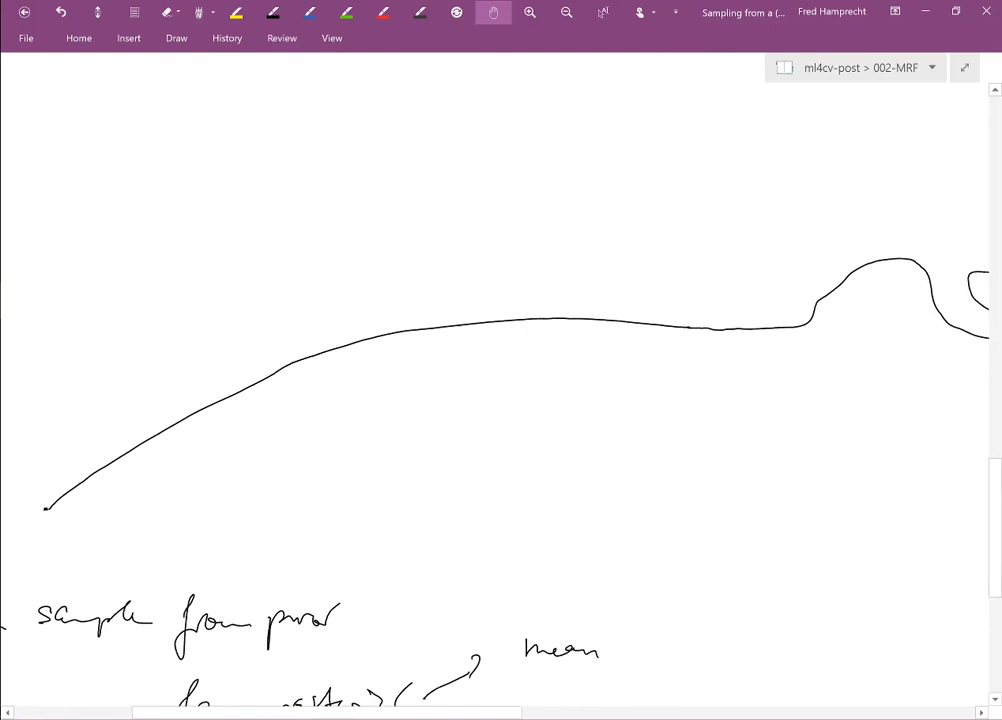 Sampling from a (... Fred Hamprecht
File Home Insert Draw History Review View
ml4cv-post > 002-MRF
sample from prior
mean